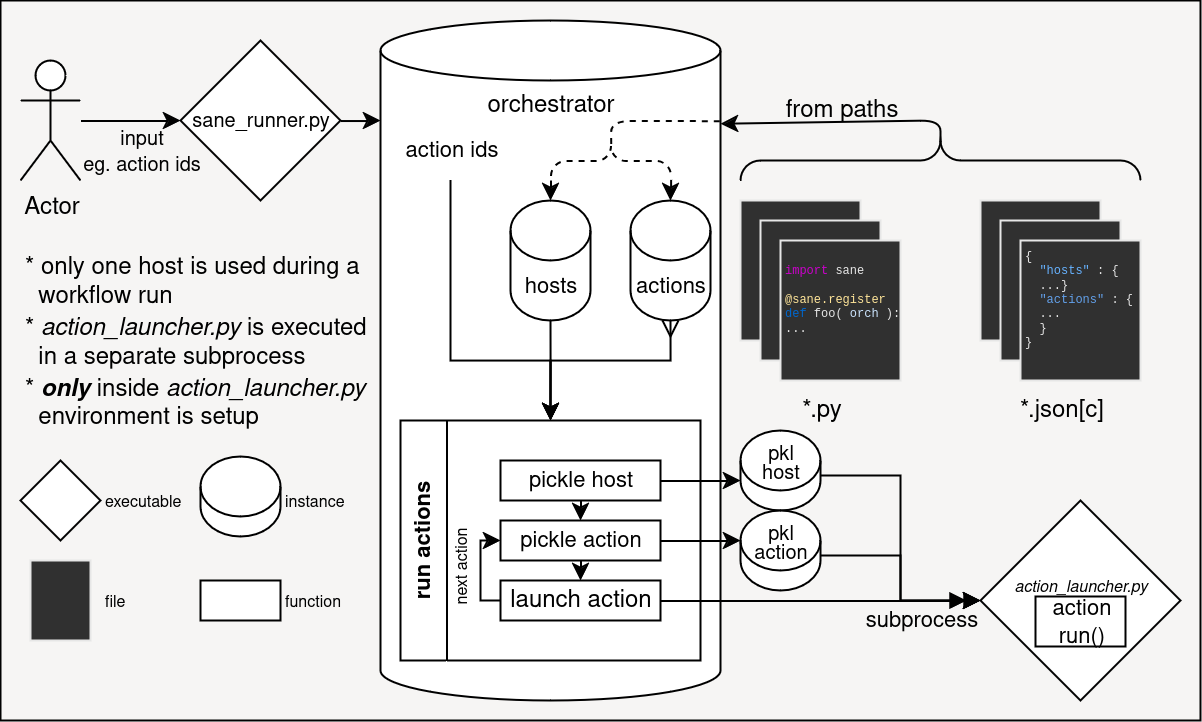 Actor
input
eg. action ids
sane_runner.py
orchestrator
action ids
hosts
actions
from paths
import sane
@sane.register
def foo( orch ):
...
*.py
{
"hosts" : {
...}
"actions" : {
...
}
}
*.json[c]
* only one host is used during a
workflow run
* action_launcher.py is executed
in a separate subprocess
* only inside action_launcher.py
environment is setup
executable
instance
file
function
run actions
next action
pickle host
pickle action
launch action
pkl
host
pkl
action
subprocess
action_launcher.py
action
run()